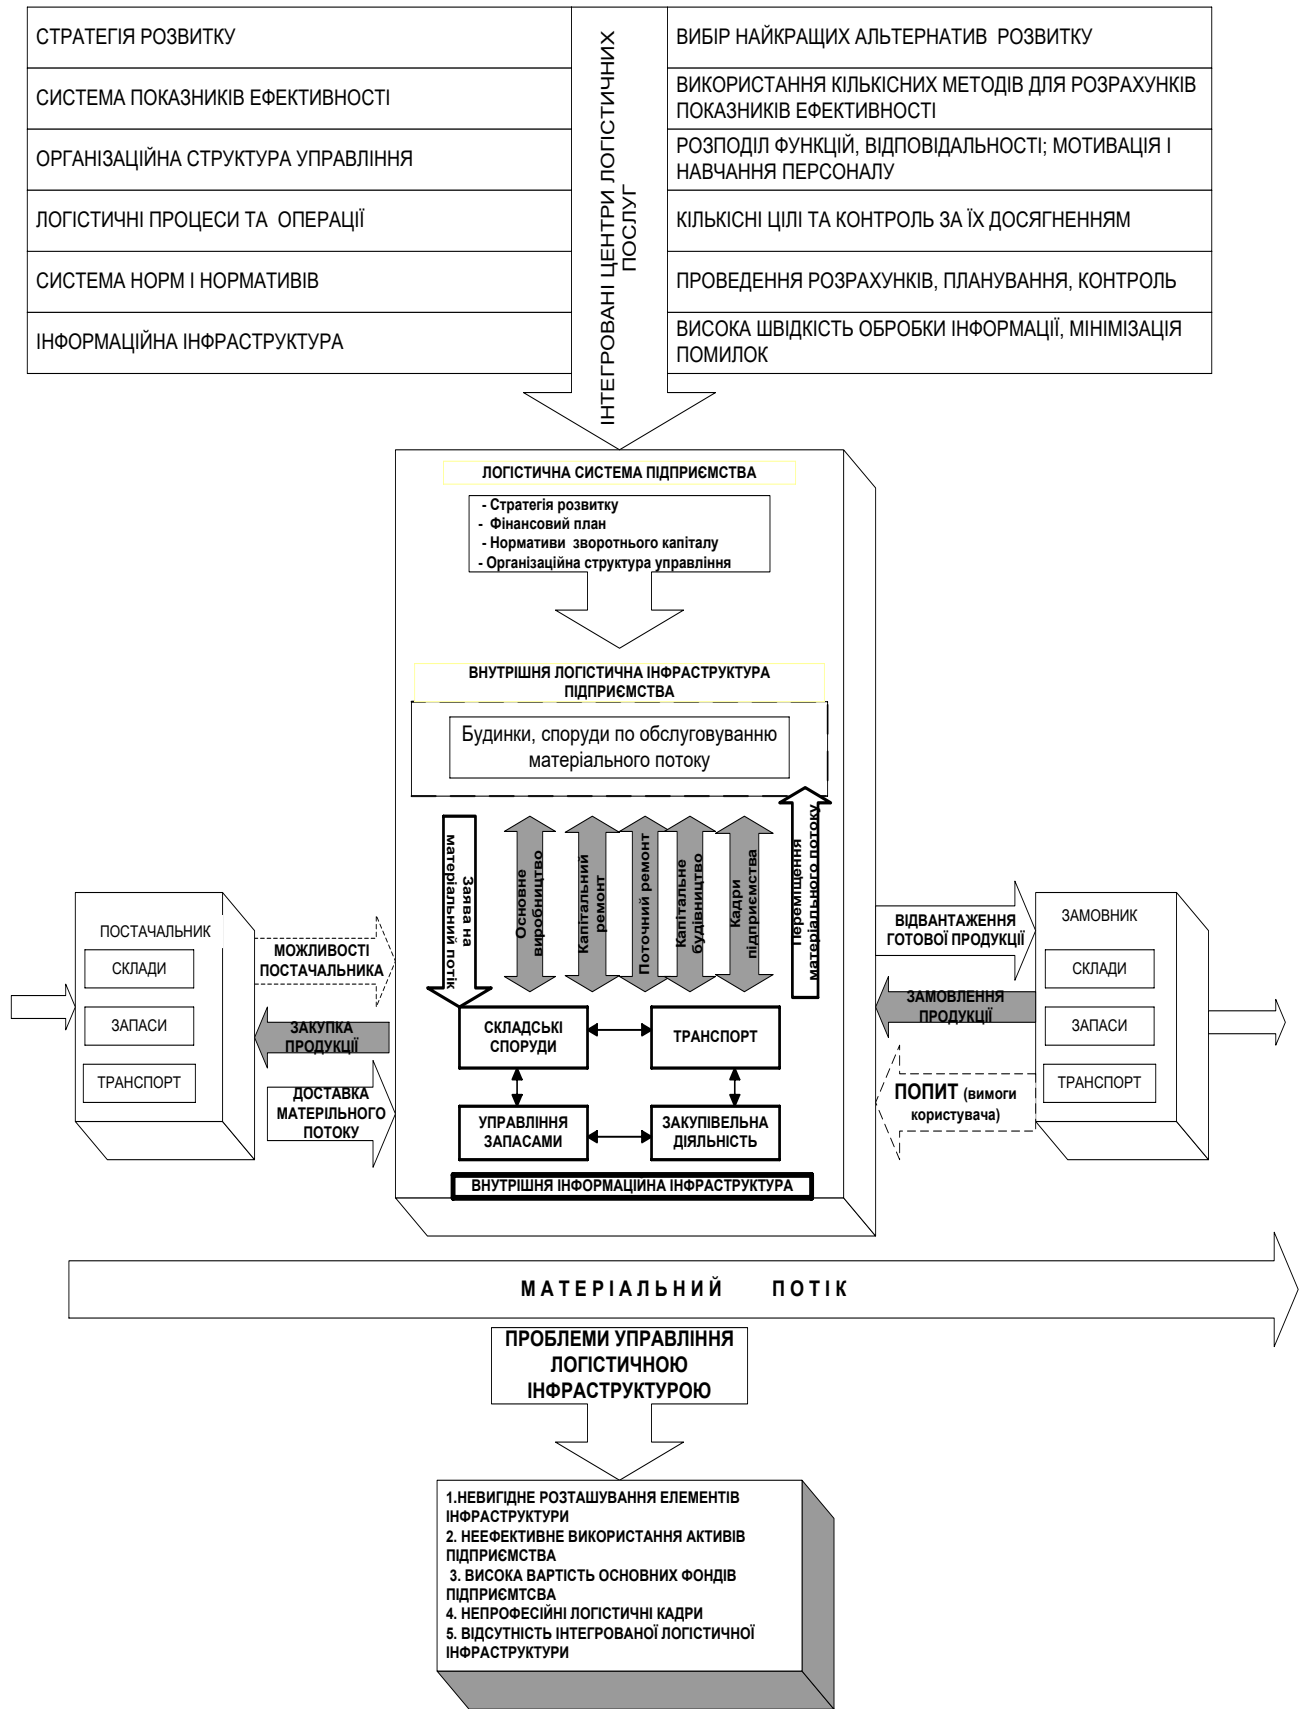 СТРАТЕГІЯ РОЗВИТКУ
СИСТЕМА ПОКАЗНИКІВ ЕФЕКТИВНОСТІ
ОРГАНІЗАЦІЙНА СТРУКТУРА УПРАВЛІННЯ
ЛОГІСТИЧНІ ПРОЦЕСИ ТА ОПЕРАЦІЇ
СИСТЕМА НОРМ І НОРМАТИВІВ
ІНФОРМАЦІЙНА ІНФРАСТРУКТУРА
ІНТЕГРОВАНІ ЦЕНТРИ ЛОГІСТИЧНИХ
ПОСЛУГ
ВИБІР НАЙКРАЩИХ АЛЬТЕРНАТИВ РОЗВИТКУ
ВИКОРИСТАННЯ КІЛЬКІСНИХ МЕТОДІВ ДЛЯ РОЗРАХУНКІВ
ПОКАЗНИКІВ ЕФЕКТИВНОСТІ
РОЗПОДІЛ ФУНКЦІЙ, ВІДПОВІДАЛЬНОСТІ; МОТИВАЦІЯ І
НАВЧАННЯ ПЕРСОНАЛУ
КІЛЬКІСНІ ЦІЛІ ТА КОНТРОЛЬ ЗА ЇХ ДОСЯГНЕННЯМ
ПРОВЕДЕННЯ РОЗРАХУНКІВ, ПЛАНУВАННЯ, КОНТРОЛЬ
ВИСОКА ШВІДКІСТЬ ОБРОБКИ ІНФОРМАЦІЇ, МІНІМІЗАЦІЯ
ПОМИЛОК
ЛОГІСТИЧНА СИСТЕМА ПІДПРИЄМСТВА
- Стратегія розвитку
- Фінансовий план
- Нормативи зворотнього капіталу
- Організаційна структура управління
ВНУТРІШНЯ ЛОГІСТИЧНА ІНФРАСТРУКТУРА
ПІДПРИЄМСТВА
Будинки, споруди по обслуговуванню
матеріального потоку
Заява на
матеріальний потік
Основне
виробництво
Капітальний
ремонт
Поточний ремонт
Капітальне
будівництво
Кадри
підприємства
Переміщення
матеріального потоку
ПОСТАЧАЛЬНИК
СКЛАДИ
ЗАПАСИ
ТРАНСПОРТ
МОЖЛИВОСТІ
ПОСТАЧАЛЬНИКА
ЗАКУПКА
ПРОДУКЦІЇ
ДОСТАВКА
МАТЕРІЛЬНОГО
ПОТОКУ
СКЛАДСЬКІ
СПОРУДИ
ТРАНСПОРТ
УПРАВЛІННЯ
ЗАПАСАМИ
ЗАКУПІВЕЛЬНА
ДІЯЛЬНІСТЬ
ВНУТРІШНЯ ІНФОРМАЦІЙНА ІНФРАСТРУКТУРА
ВІДВАНТАЖЕННЯ
ГОТОВОЇ ПРОДУКЦІЇ
ЗАМОВЛЕННЯ
ПРОДУКЦІЇ
ПОПИТ (вимоги
користувача)
ЗАМОВНИК
СКЛАДИ
ЗАПАСИ
ТРАНСПОРТ
МАТЕРІАЛЬНИЙ ПОТІК
ПРОБЛЕМИ УПРАВЛІННЯ
ЛОГІСТИЧНОЮ
ІНФРАСТРУКТУРОЮ
1.НЕВИГІДНЕ РОЗТАШУВАННЯ ЕЛЕМЕНТІВ
ІНФРАСТРУКТУРИ
2. НЕЕФЕКТИВНЕ ВИКОРИСТАННЯ АКТИВІВ
ПІДПРИЄМСТВА
3. ВИСОКА ВАРТІСТЬ ОСНОВНИХ ФОНДІВ
ПІДПРИЄМТСВА
4. НЕПРОФЕСІЙНІ ЛОГІСТИЧНІ КАДРИ
5. ВІДСУТНІСТЬ ІНТЕГРОВАНОЇ ЛОГІСТИЧНОЇ
ІНФРАСТРУКТУРИ